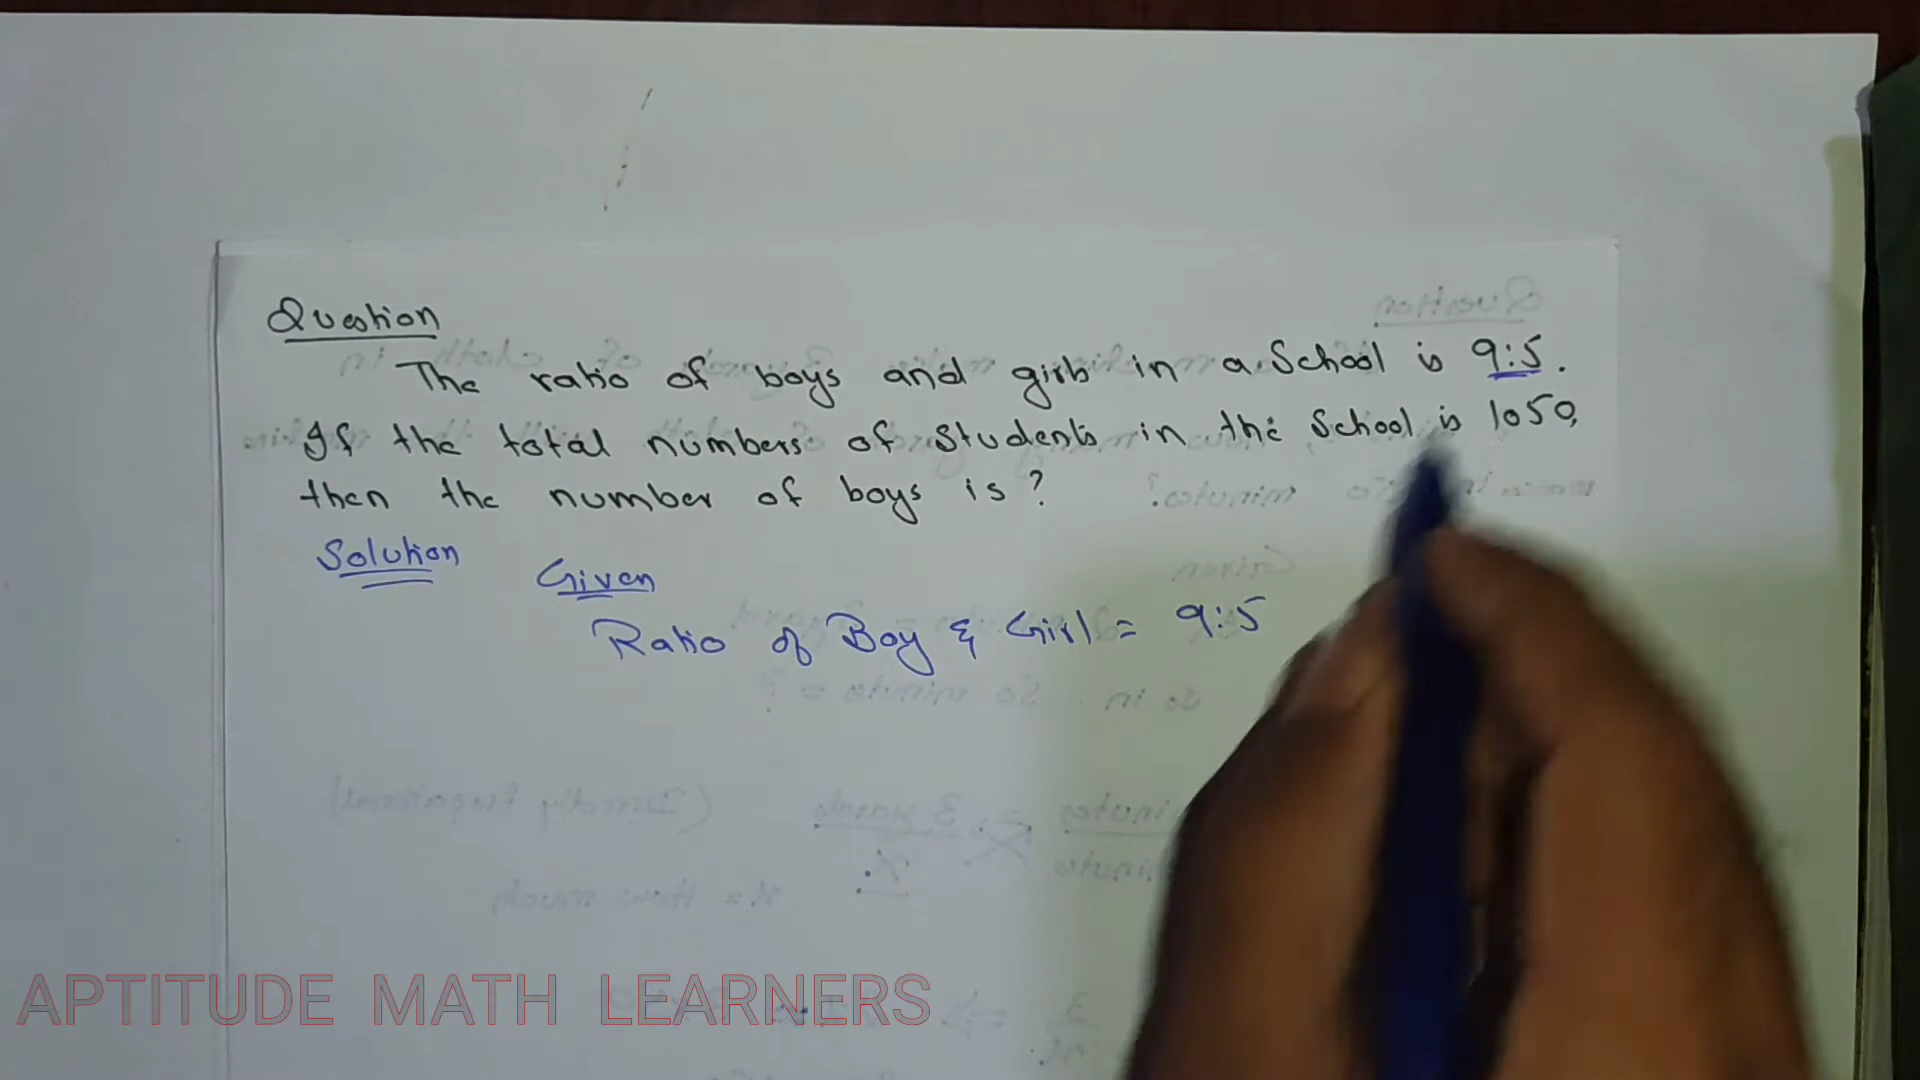 Question
The ratio of boys and girls in a School is 9:5.
If the total numbers of Students in the School is 1050,
then the number of boys is?
Solution
Given
Ratio of Boy & Girl = 9:5
APTITUDE MATH LEARNERS